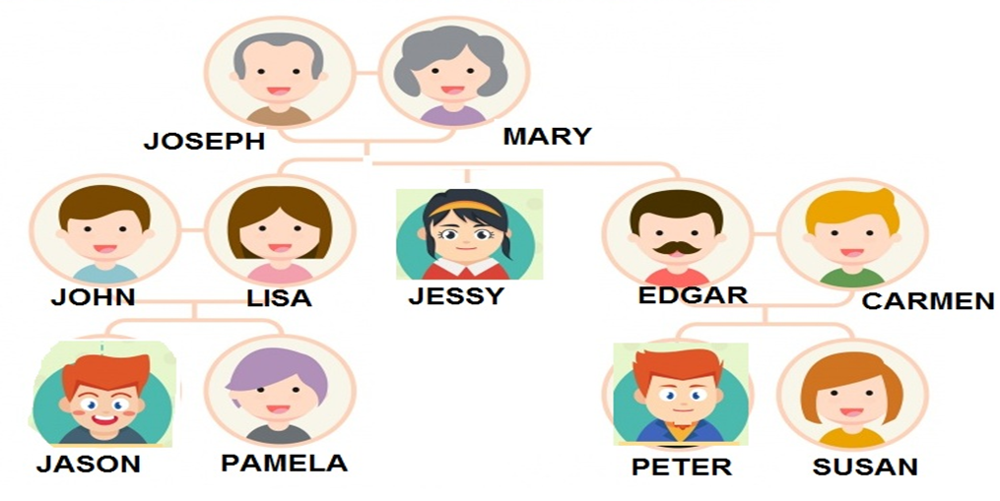 JOSEPH
MARY
JOHN
LISA
JESSY
EDGAR
CARMEN
JASON
PAMELA
PETER
SUSAN